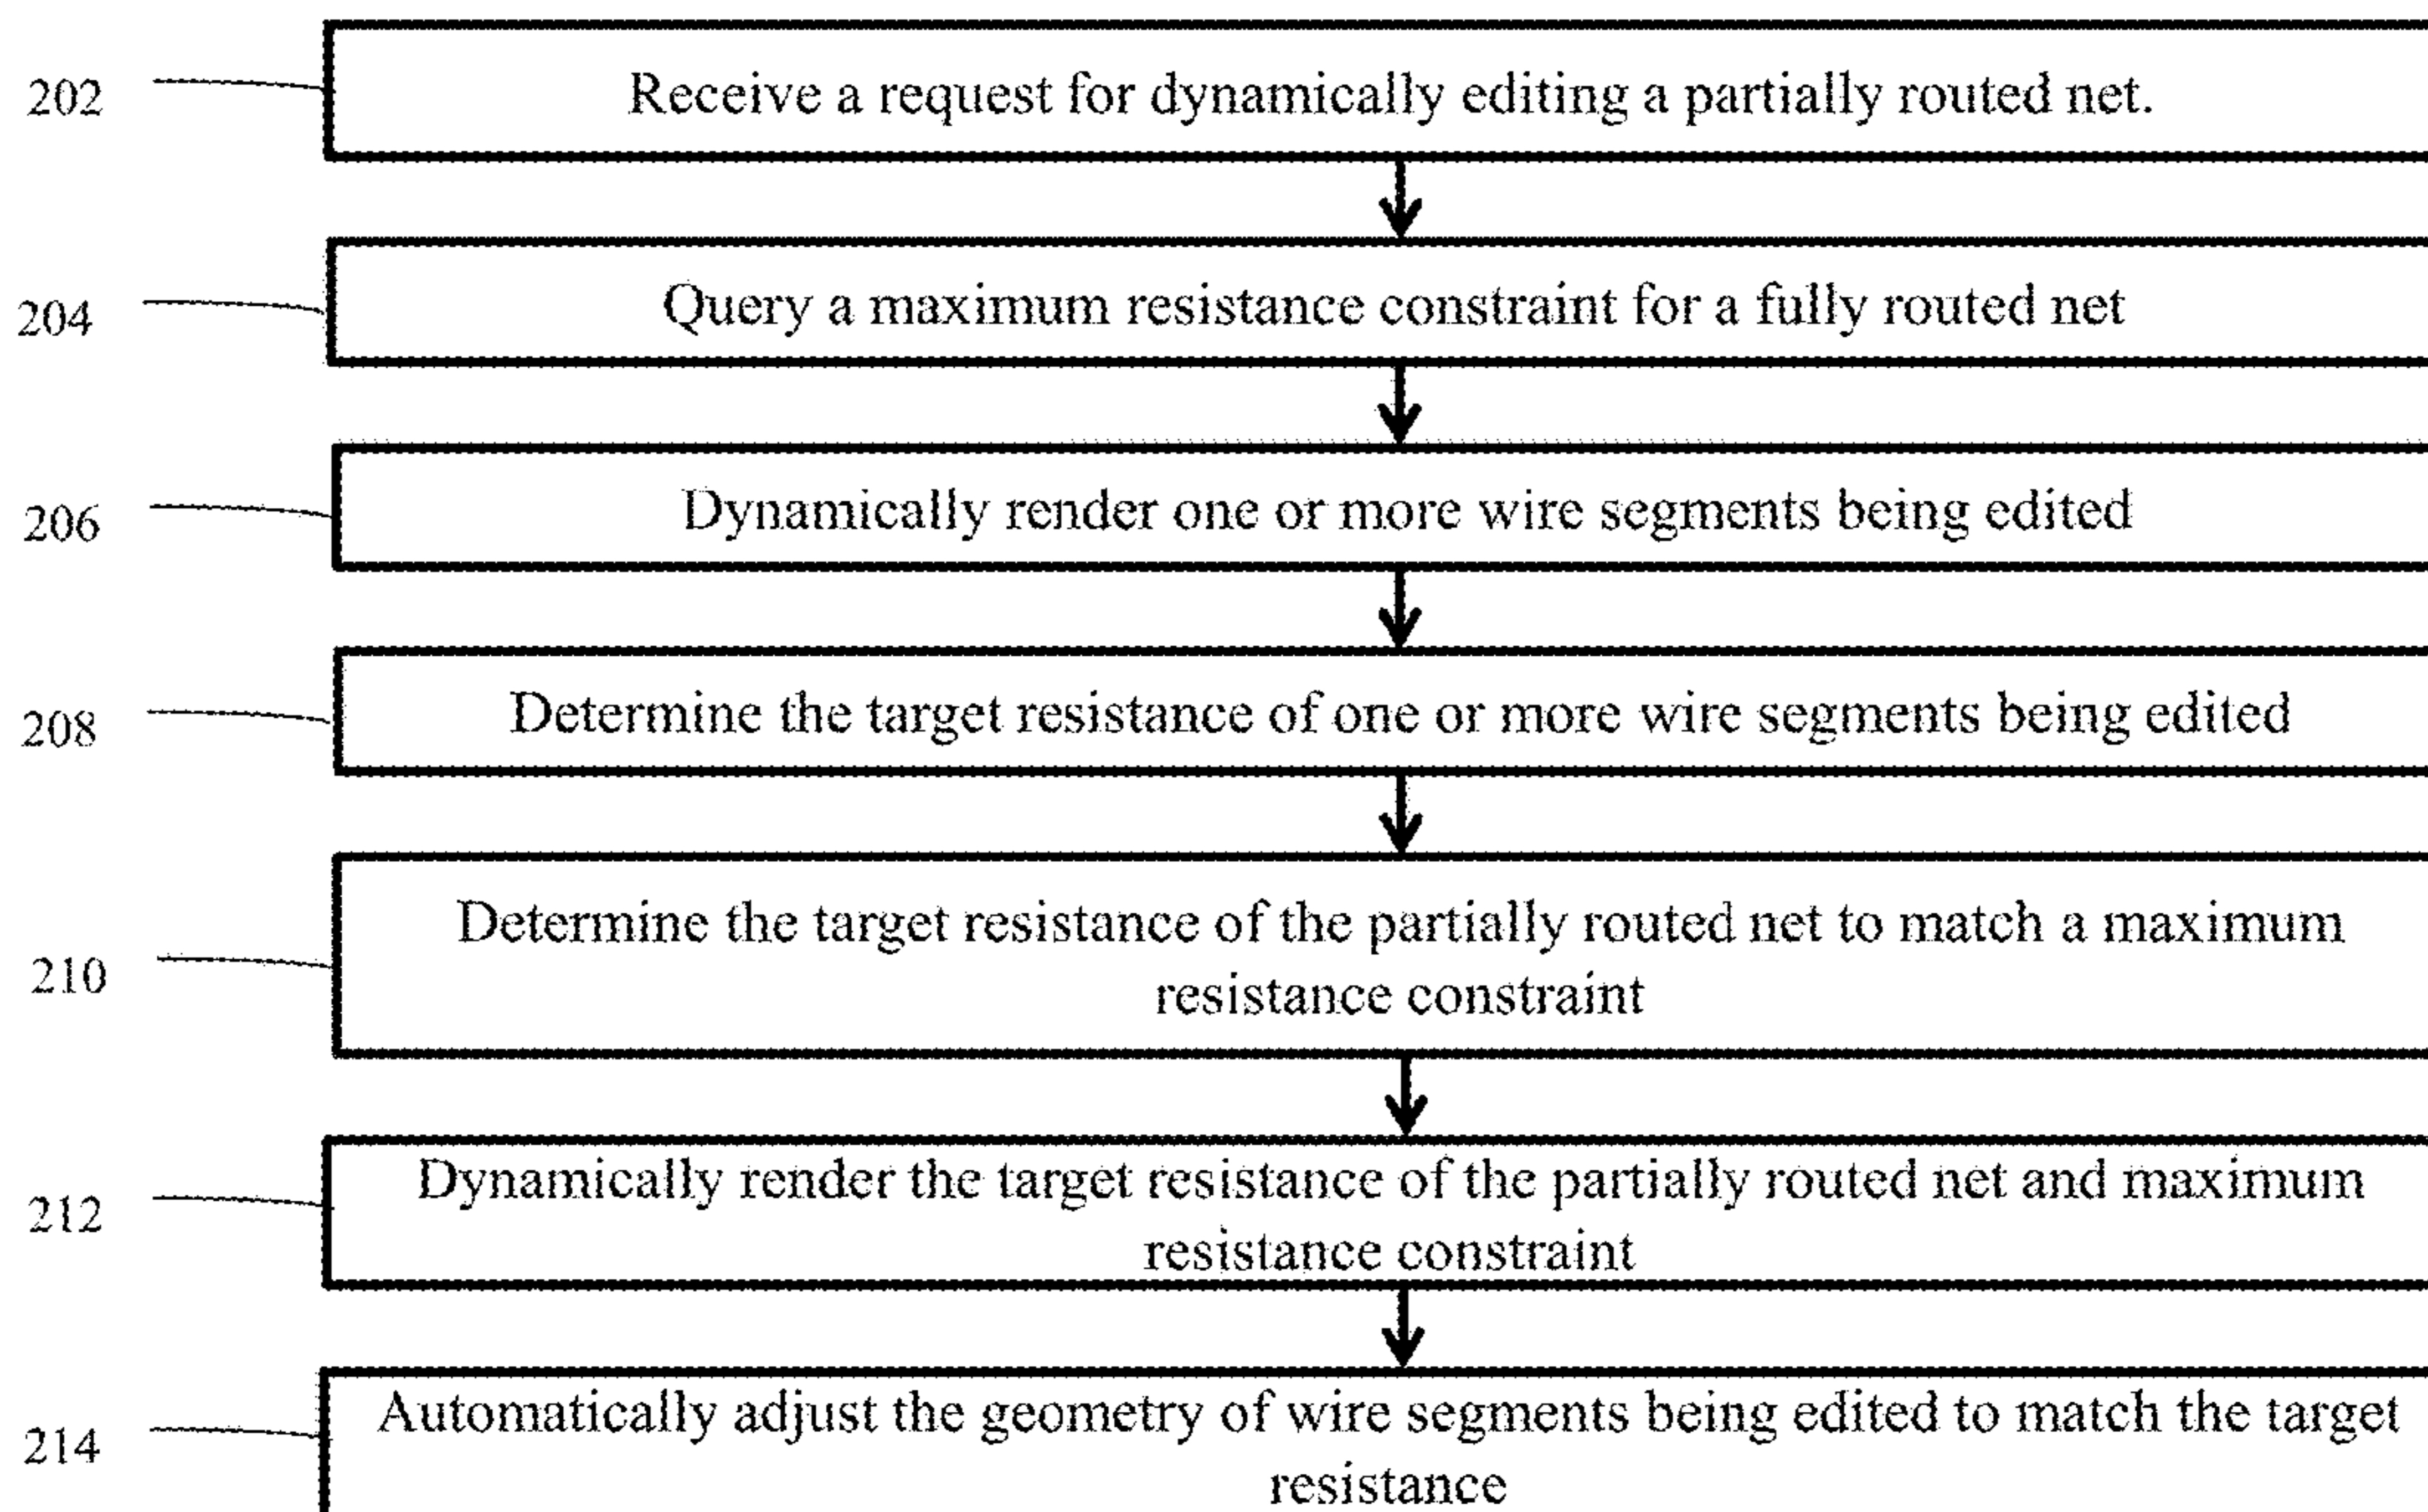 202
Receive a request for dynamically editing a partially routed net.
204
Query a maximum resistance constraint for a fully routed net
206
Dynamically render one or more wire segments being edited
208
Determine the target resistance of one or more wire segments being edited
210
Determine the target resistance of the partially routed net to match a maximum
resistance constraint
212
Dynamically render the target resistance of the partially routed net and maximum
resistance constraint
214
Automatically adjust the geometry of wire segments being edited to match the target
resistance